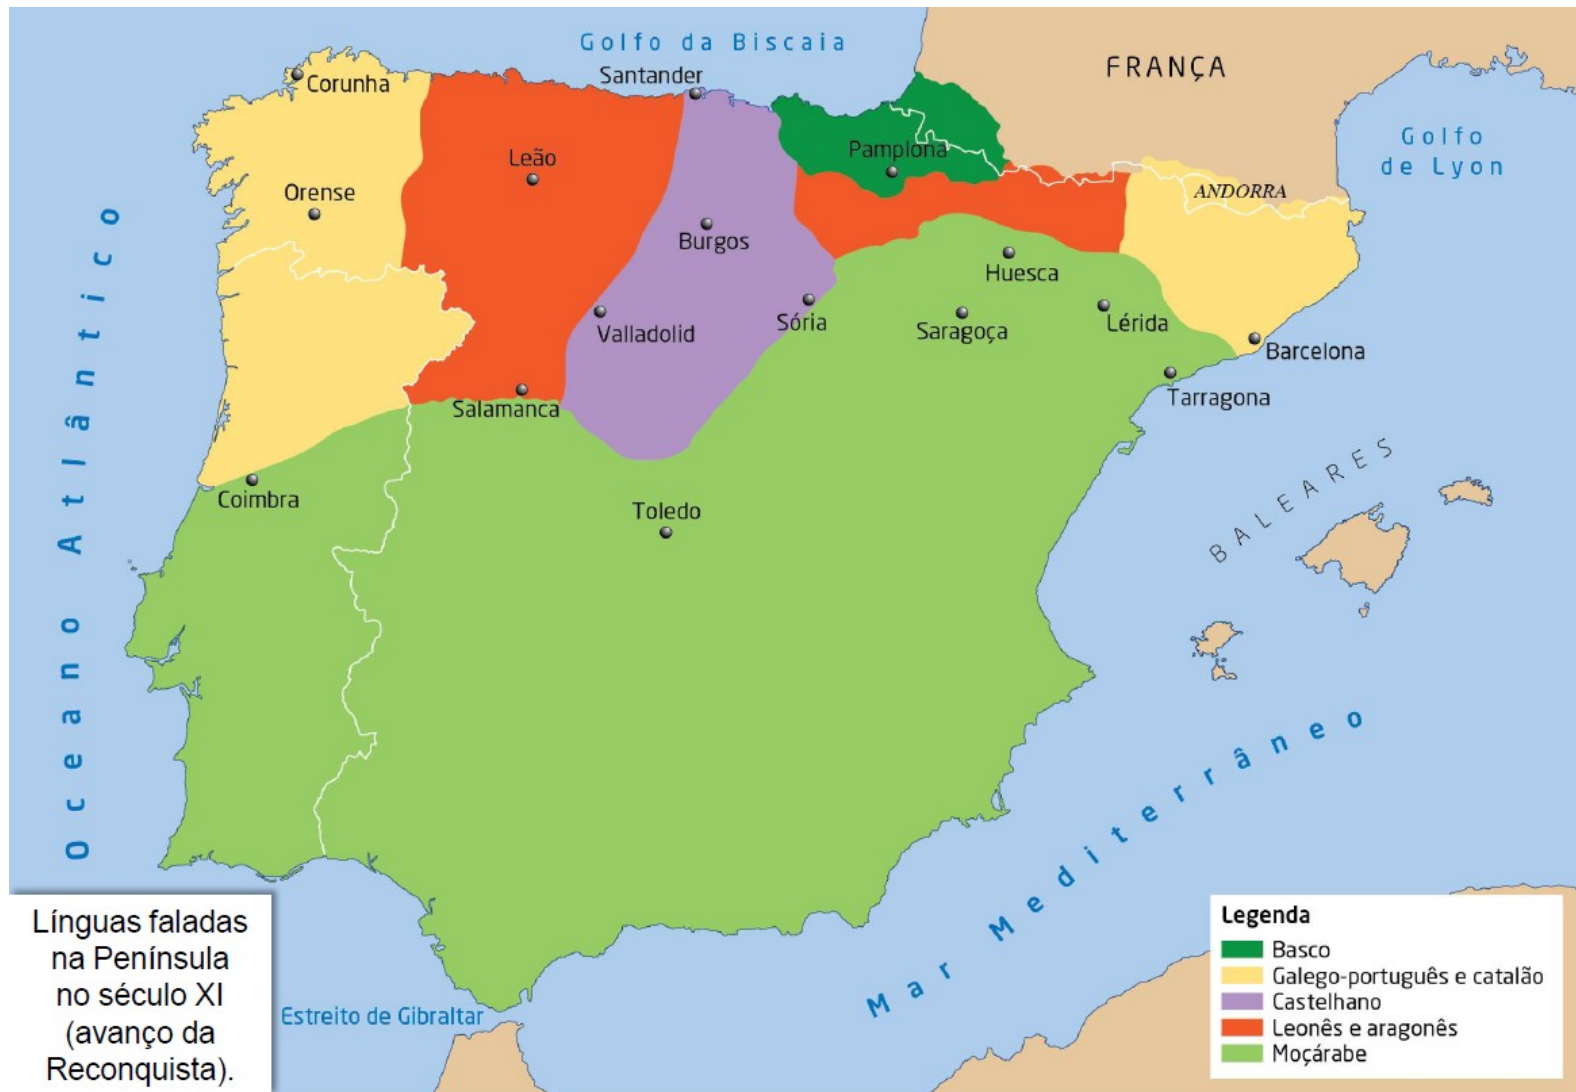 Golfo da Biscaia
FRANÇA
Santander
Corunha
Golfo
de Lyon
Leão
Pamplona
Orense
ANDORRA
Burgos
Huesca
Valladolid
Sória
Saragoça
Lérida
Barcelona
Salamanca
Tarragona
Coimbra
Toledo
BALEARES
Oceano Atlântico
Mar Mediterrâneo
Estreito de Gibraltar
Línguas faladas
na Península
no século XI
(avanço da
Reconquista).
Legenda
Basco
Galego-português e catalão
Castelhano
Leonês e aragonês
Moçárabe